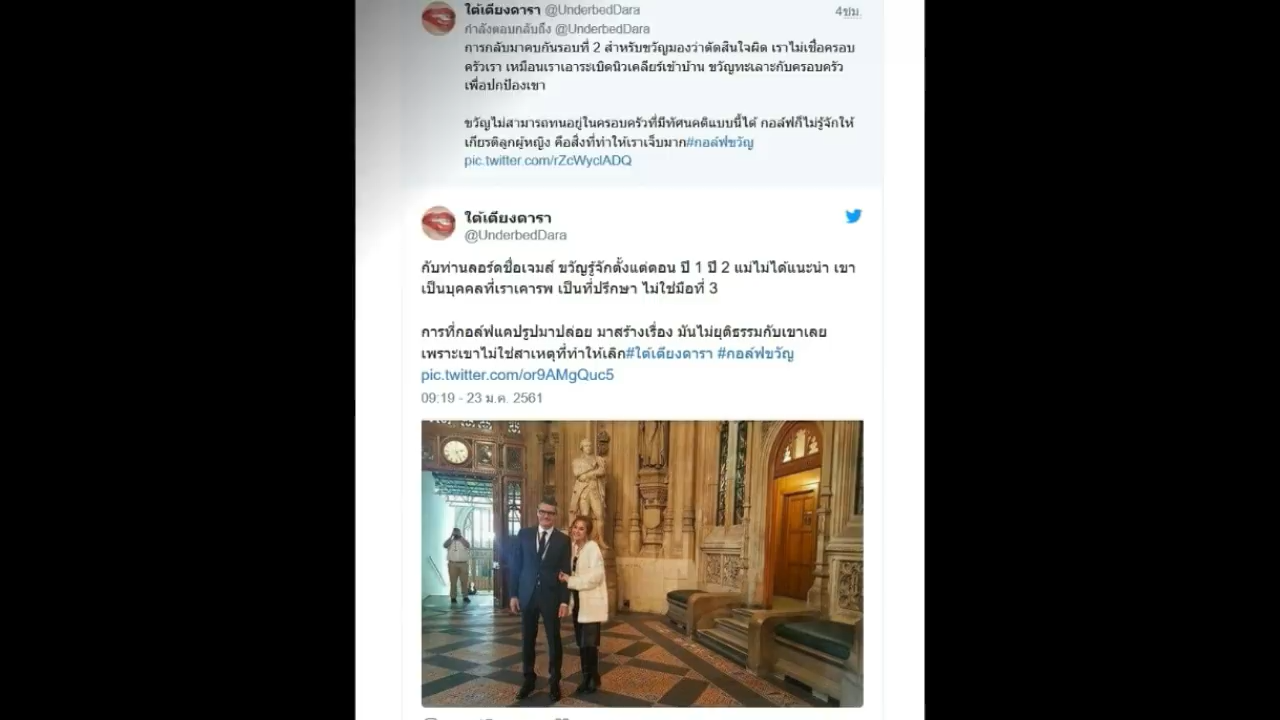 ใต้เตียงดารา @UnderbedDara
4ชม.
กำลังตอบกลับถึง @UnderbedDara
การกลับมาคบกันรอบที่ 2 สำหรับขวัญมองว่าตัดสินใจผิด เราไม่เชื่อครอบ
ครัวเรา เหมือนเราเอาระเบิดนิวเคลียร์เข้าบ้าน ขวัญทะเลาะกับครอบครัว
เพื่อปกป้องเขา
ขวัญไม่สามารถทนอยู่ในครอบครัวที่มีทัศนคติแบบนี้ได้ กอล์ฟก็ไม่รู้จักให้
เกียรติลูกผู้หญิง คือสิ่งที่ทำให้เราเจ็บมาก#กอล์ฟขวัญ
pic.twitter.com/rZcWyclADQ
ใต้เตียงดารา
@UnderbedDara
กับท่านลอร์ดชื่อเจมส์ ขวัญรู้จักตั้งแต่ตอน ปี 1 ปี 2 แม่ไม่ได้แนะนำ เขา
เป็นบุคคลที่เราเคารพ เป็นที่ปรึกษา ไม่ใช่มือที่ 3
การที่กอล์ฟแคปรูปมาปล่อย มาสร้างเรื่อง มันไม่ยุติธรรมกับเขาเลย
เพราะเขาไม่ใช่สาเหตุที่ทำให้เลิก#ใต้เตียงดารา #กอล์ฟขวัญ
pic.twitter.com/or9AMgQuc5
09:19 - 23 ม.ค. 2561